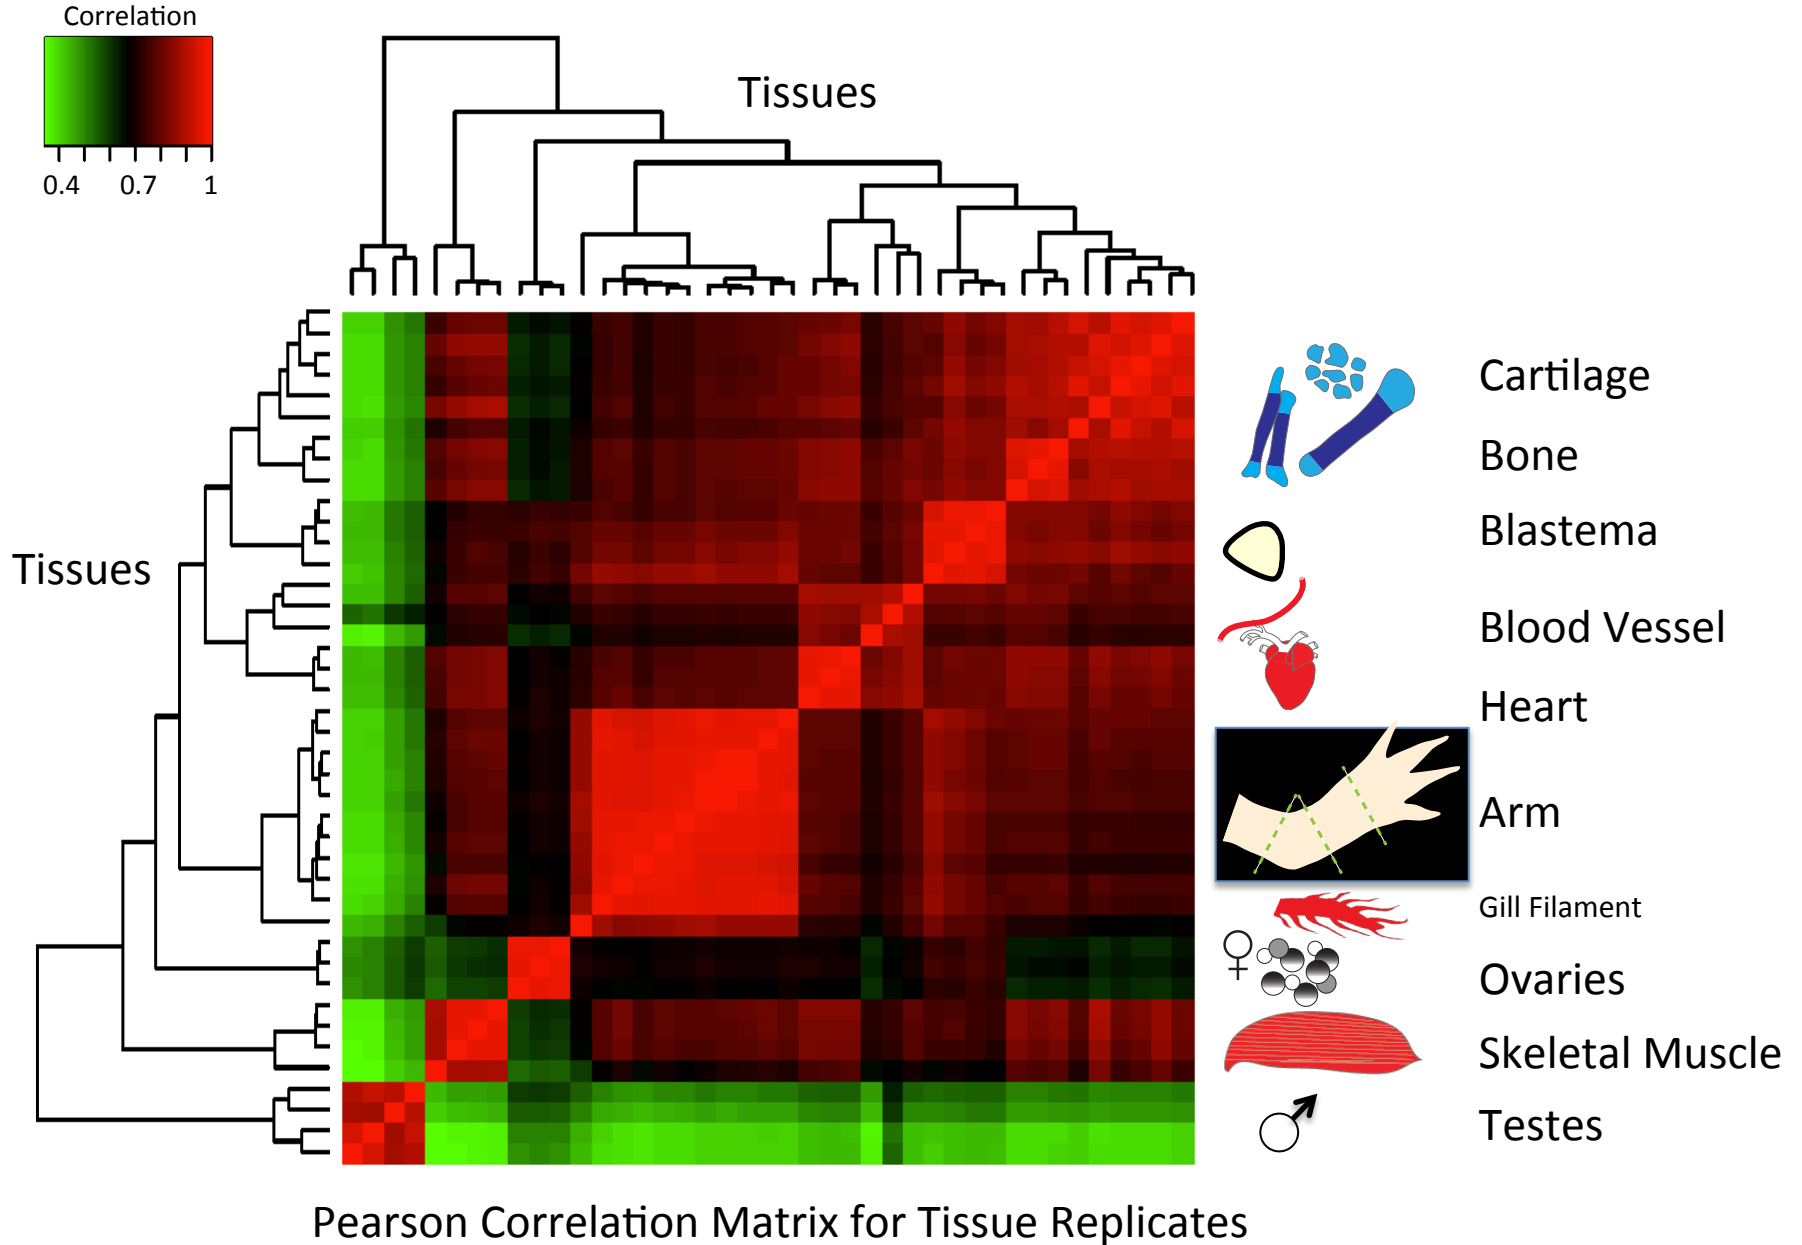 Correlation
0.4 0.7 1
Tissues
Tissues
Cartilage
Bone
Blastema
Blood Vessel
Heart
Arm
Gill Filament
Ovaries
Skeletal Muscle
Testes
Pearson Correlation Matrix for Tissue Replicates